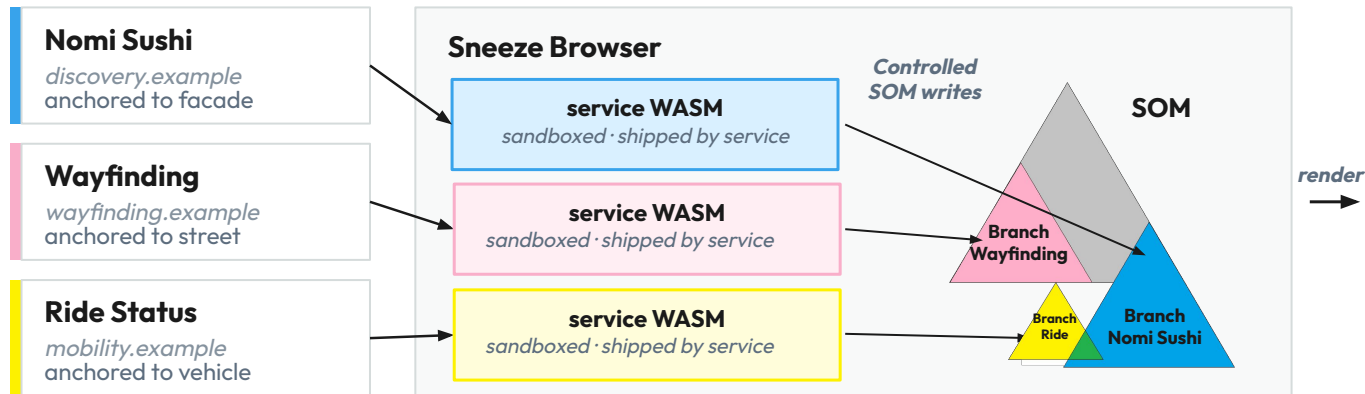 Nomi Sushi
discovery.example
anchored to facade
Wayfinding
wayfinding.example
anchored to street
Ride Status
mobility.example
anchored to vehicle
Sneeze Browser
service WASM
sandboxed · shipped by service
service WASM
sandboxed · shipped by service
service WASM
sandboxed · shipped by service
Controlled
SOM writes
SOM
Branch
Wayfinding
Branch
Ride
Branch
Nomi Sushi
render